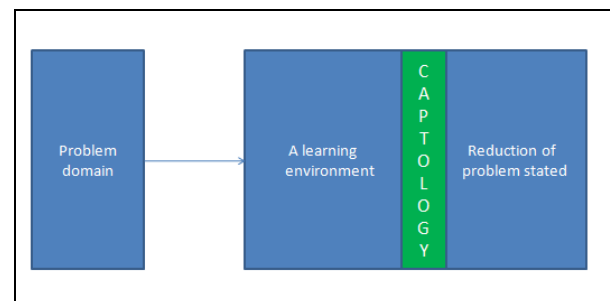 Problem
domain
A learning
environment
C
A
P
T
O
L
O
G
Y
Reduction of
problem stated